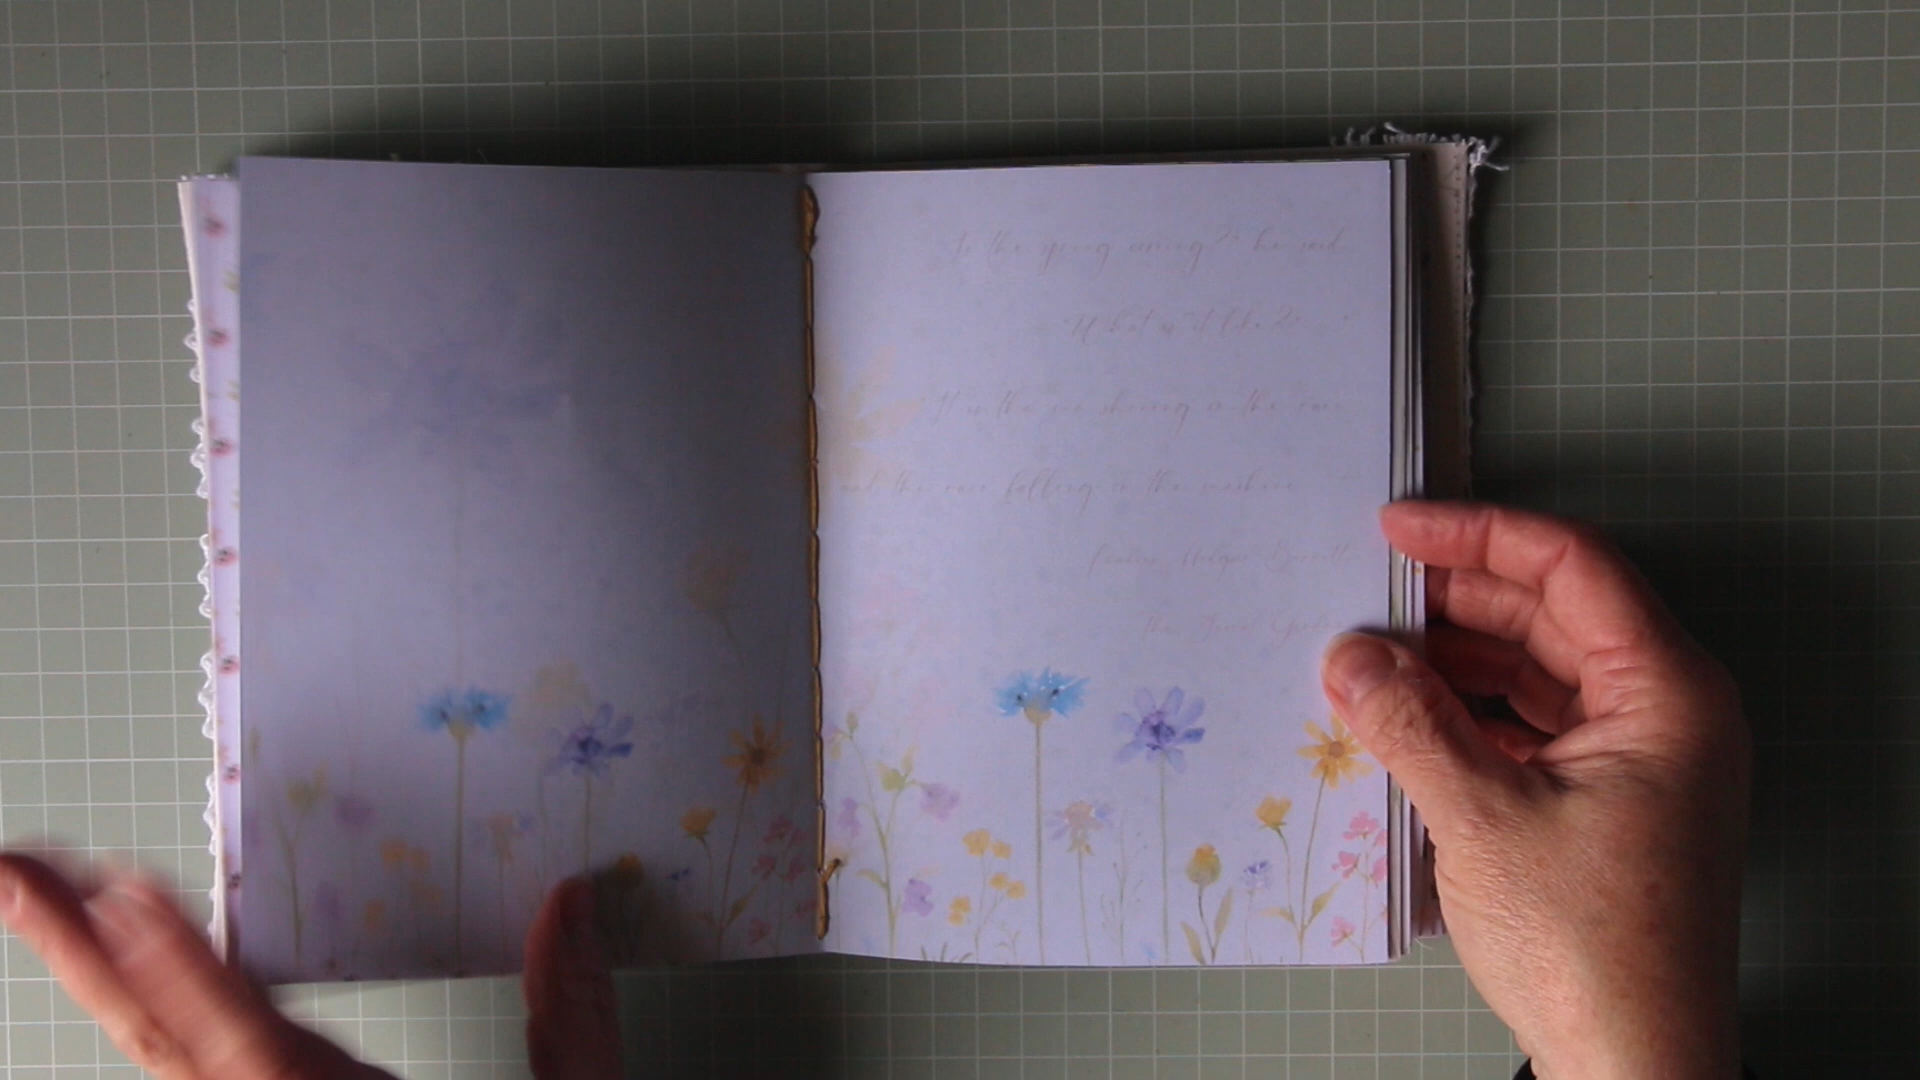 Is the spring coming?" he said.
"What is it like?...
"It is the sun shining on the rain
and the rain falling on the sunshine
Frances Hodgson Burnett,
The Secret Garden